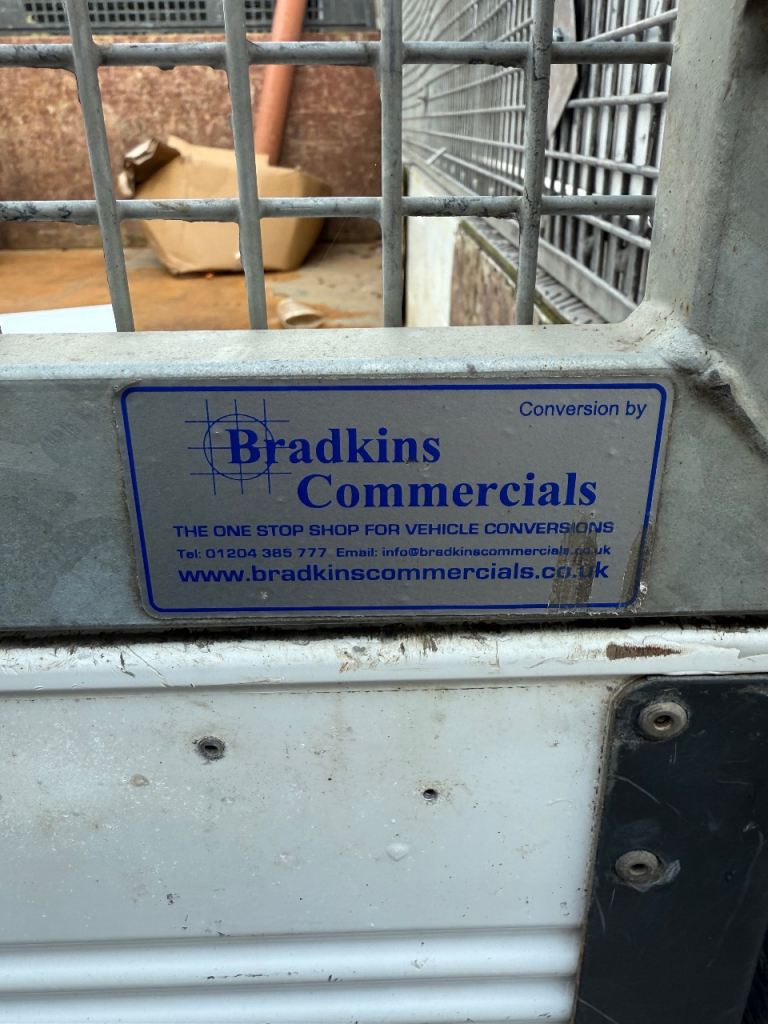 Conversion by
Bradkins
Commercials
THE ONE STOP SHOP FOR VEHICLE CONVERSIONS
Tel: 01204 385 777 Email: info@bradkinscommercials.co.uk
www.bradkinscommercials.co.uk